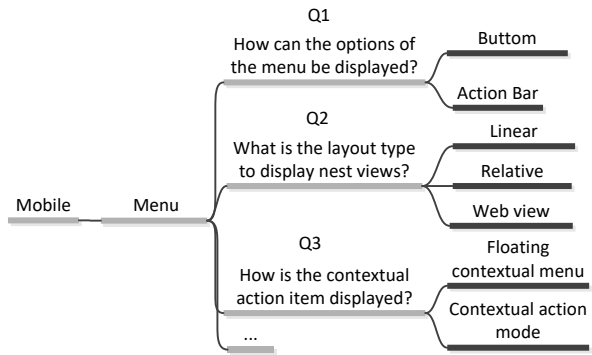 Q1
How can the options of
the menu be displayed?
Buttom
Action Bar
Q2
What is the layout type
to display nest views?
Linear
Relative
Web view
Mobile
Menu
Q3
How is the contextual
action item displayed?
Floating
contextual menu
Contextual action
mode
...